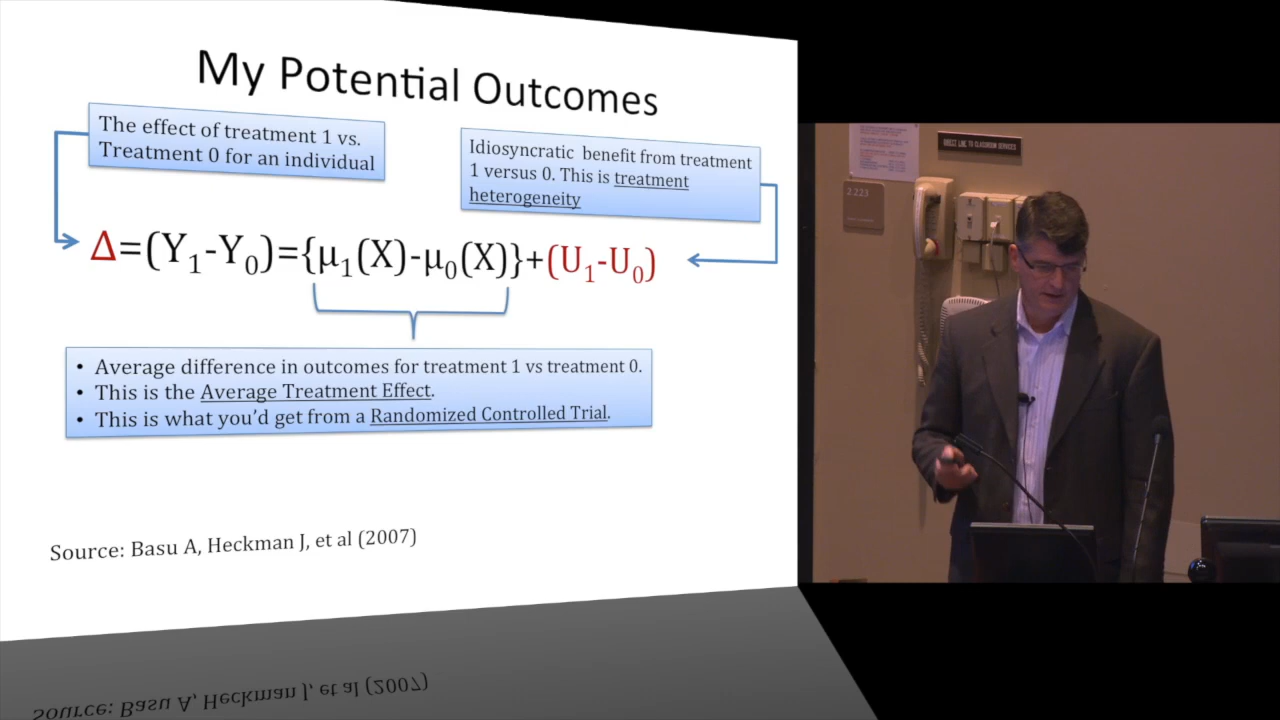 My Potential Outcomes
The effect of treatment 1 vs.
Treatment 0 for an individual
Idiosyncratic benefit from treatment
1 versus 0. This is treatment
heterogeneity
Δ=(Y₁-Y₀)={μ₁(X)-μ₀(X)}+(U₁-U₀)
• Average difference in outcomes for treatment 1 vs treatment 0.
• This is the Average Treatment Effect.
• This is what you'd get from a Randomized Controlled Trial.
Source: Basu A, Heckman J, et al (2007)
Source: Basu A, Heckman J, et al (2007)
DIRECT LINE TO CLASSROOM SERVICES
2 223